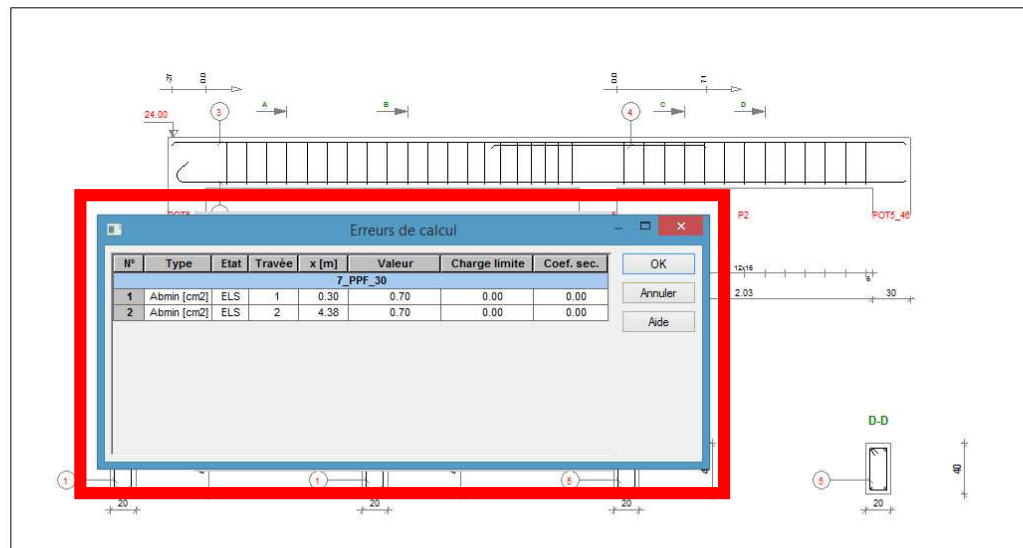 A B C D
24.00 3 4
Erreurs de calcul
N° Type Etat Travée x [m] Valeur Charge limite Coef. sec. OK
7_PPF_30
1 Abmin [cm2] ELS 1 0.30 0.70 0.00 0.00 Annuler
2 Abmin [cm2] ELS 2 4.38 0.70 0.00 0.00
Aide
P2 POT5_46
12x16
2.03 30
D-D
1 1 5 5 40
20 20 20 20